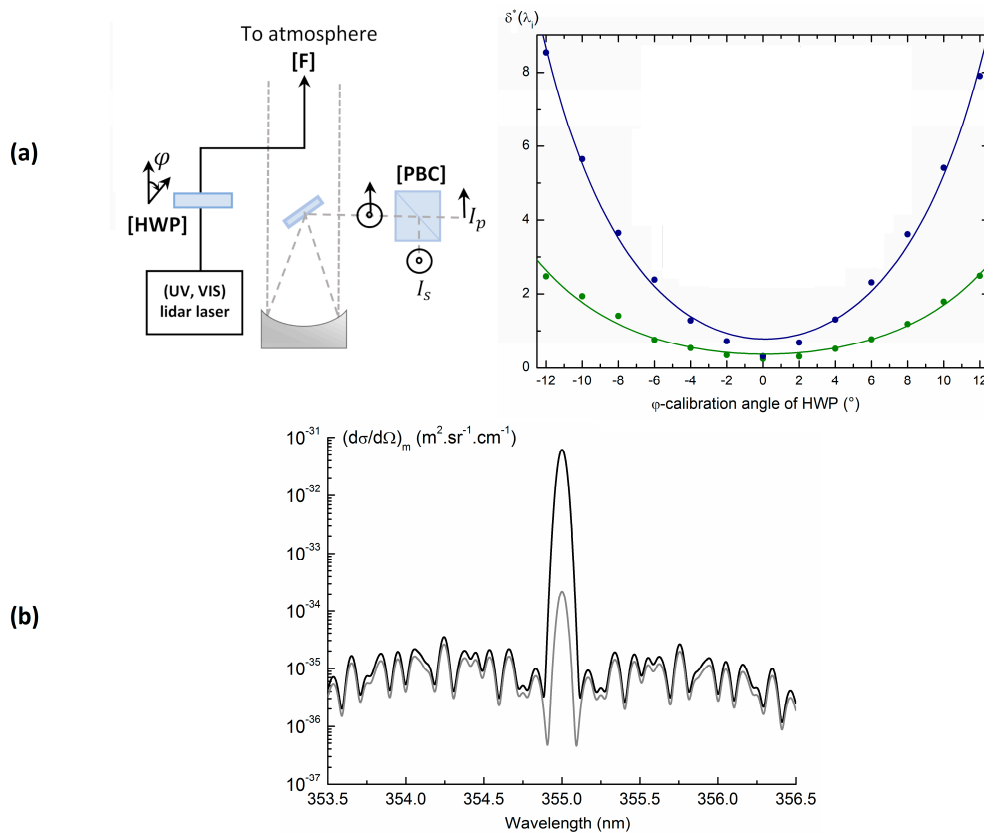 (a)
To atmosphere
[F]
φ
[HWP]
(UV, VIS)
lidar laser
[PBC]
I_p
I_s
δ*(λ_i)
8
6
4
2
0
-12 -10 -8 -6 -4 -2 0 2 4 6 8 10 12
φ-calibration angle of HWP (°)
(b)
(dσ/dΩ)_m (m².sr⁻¹.cm⁻¹)
10⁻³¹
10⁻³²
10⁻³³
10⁻³⁴
10⁻³⁵
10⁻³⁶
10⁻³⁷
353.5 354.0 354.5 355.0 355.5 356.0 356.5
Wavelength (nm)